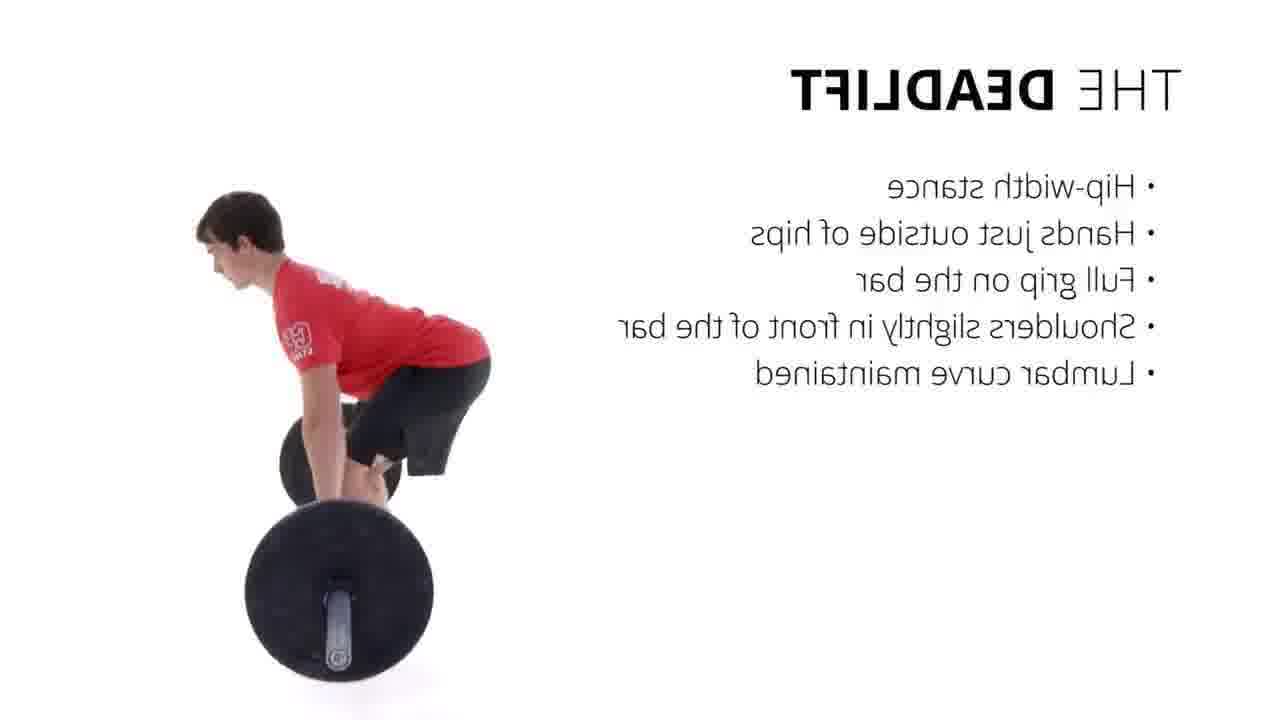 THE DEADLIFT
• Hip-width stance
• Hands just outside of hips
• Full grip on the bar
• Shoulders slightly in front of the bar
• Lumbar curve maintained